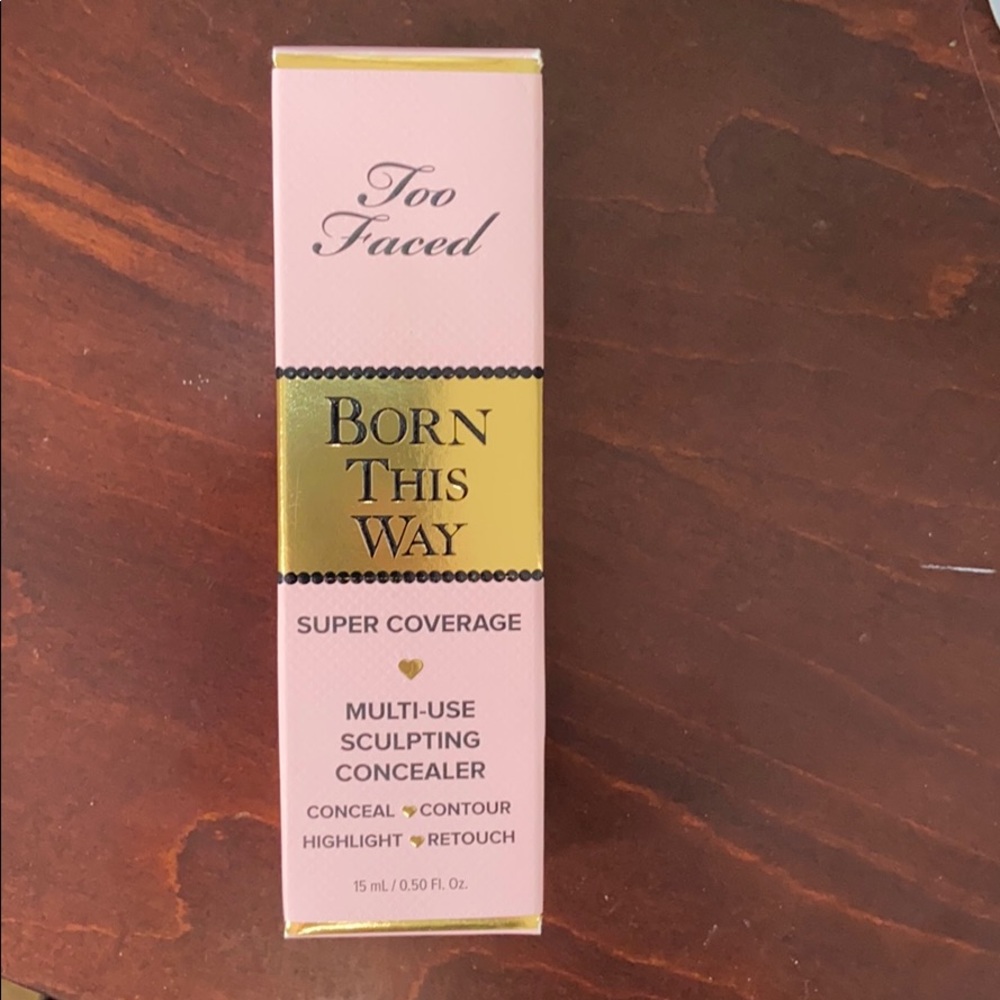 Too
Faced
BORN
THIS
WAY
SUPER COVERAGE
MULTI-USE
SCULPTING
CONCEALER
CONCEAL CONTOUR
HIGHLIGHT RETOUCH
15 mL / 0.50 Fl. Oz.